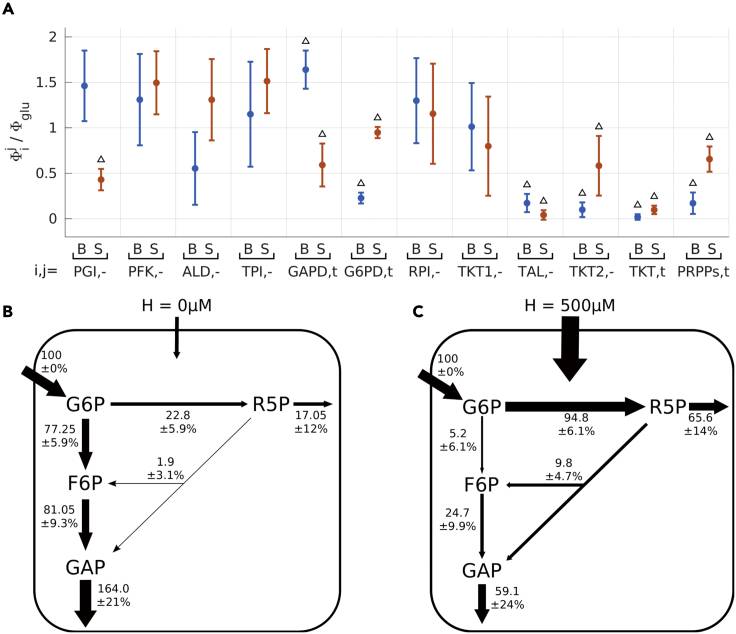 A
2
1.5
1
0.5
0
Φ_i^j / Φ_glu
B S B S B S B S B S B S B S B S B S B S B S B S
i,j= PGI,- PFK,- ALD,- TPI,- GAPD,t G6PD,t RPI,- TKT1,- TAL,- TKT2,- TKT,t PRPPs,t
B
H = 0µM
100
±0%
G6P
R5P
22.8
±5.9%
17.05
±12%
77.25
±5.9%
1.9
±3.1%
F6P
81.05
±9.3%
GAP
164.0
±21%
C
H = 500µM
100
±0%
G6P
R5P
94.8
±6.1%
65.6
±14%
5.2
±6.1%
9.8
±4.7%
F6P
24.7
±9.9%
GAP
59.1
±24%